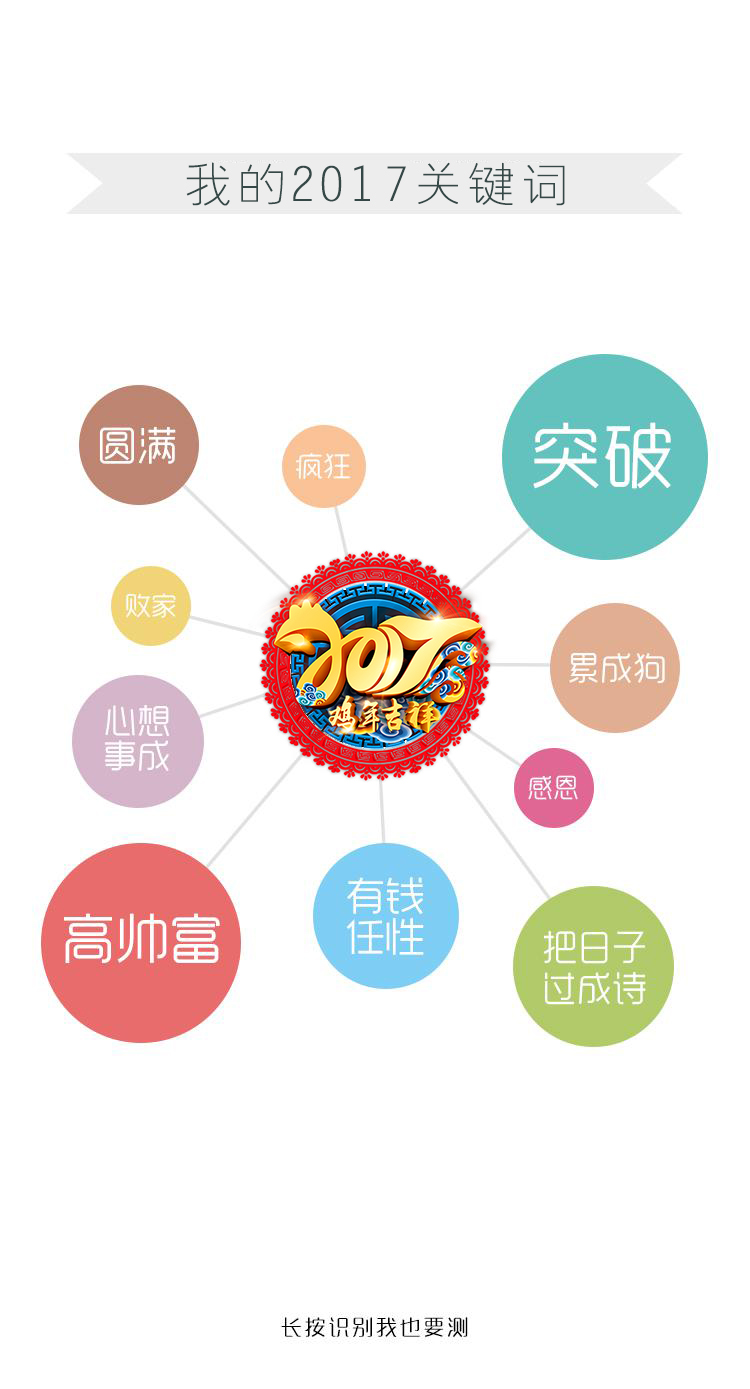 我的2017关键词
圆满
疯狂
突破
败家
累成狗
2017
鸡年吉祥
心想
事成
感恩
高帅富
有钱
任性
把日子
过成诗
长按识别我也要测